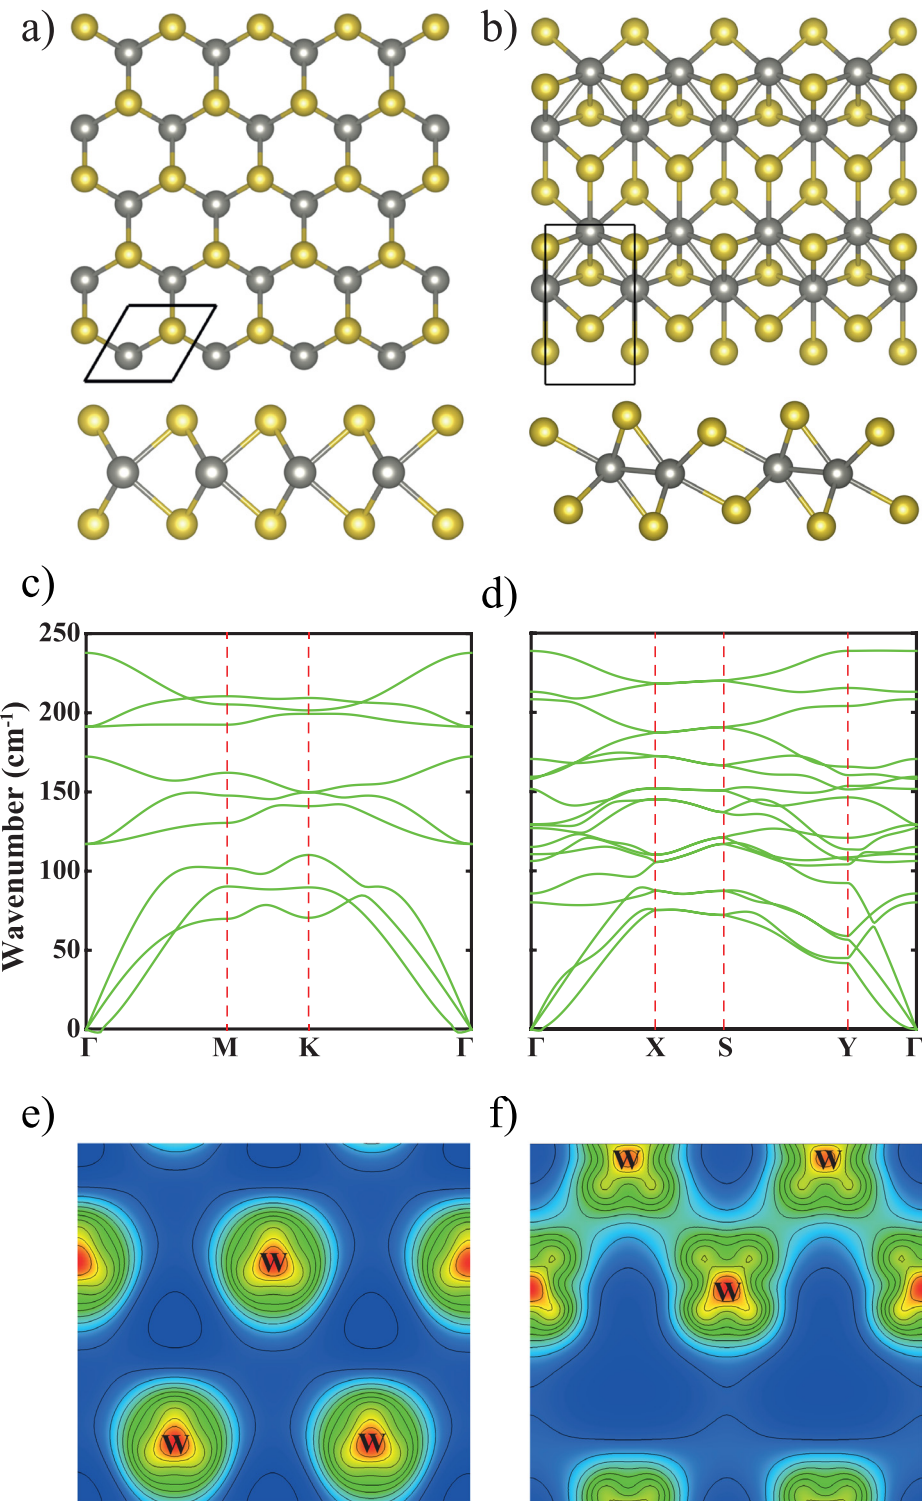 a)
b)
c)
d)
250
200
150
100
50
0
Wavenumber (cm-1)
Γ M K Γ
Γ X S Y Γ
e)
f)
W W
W
W
W W